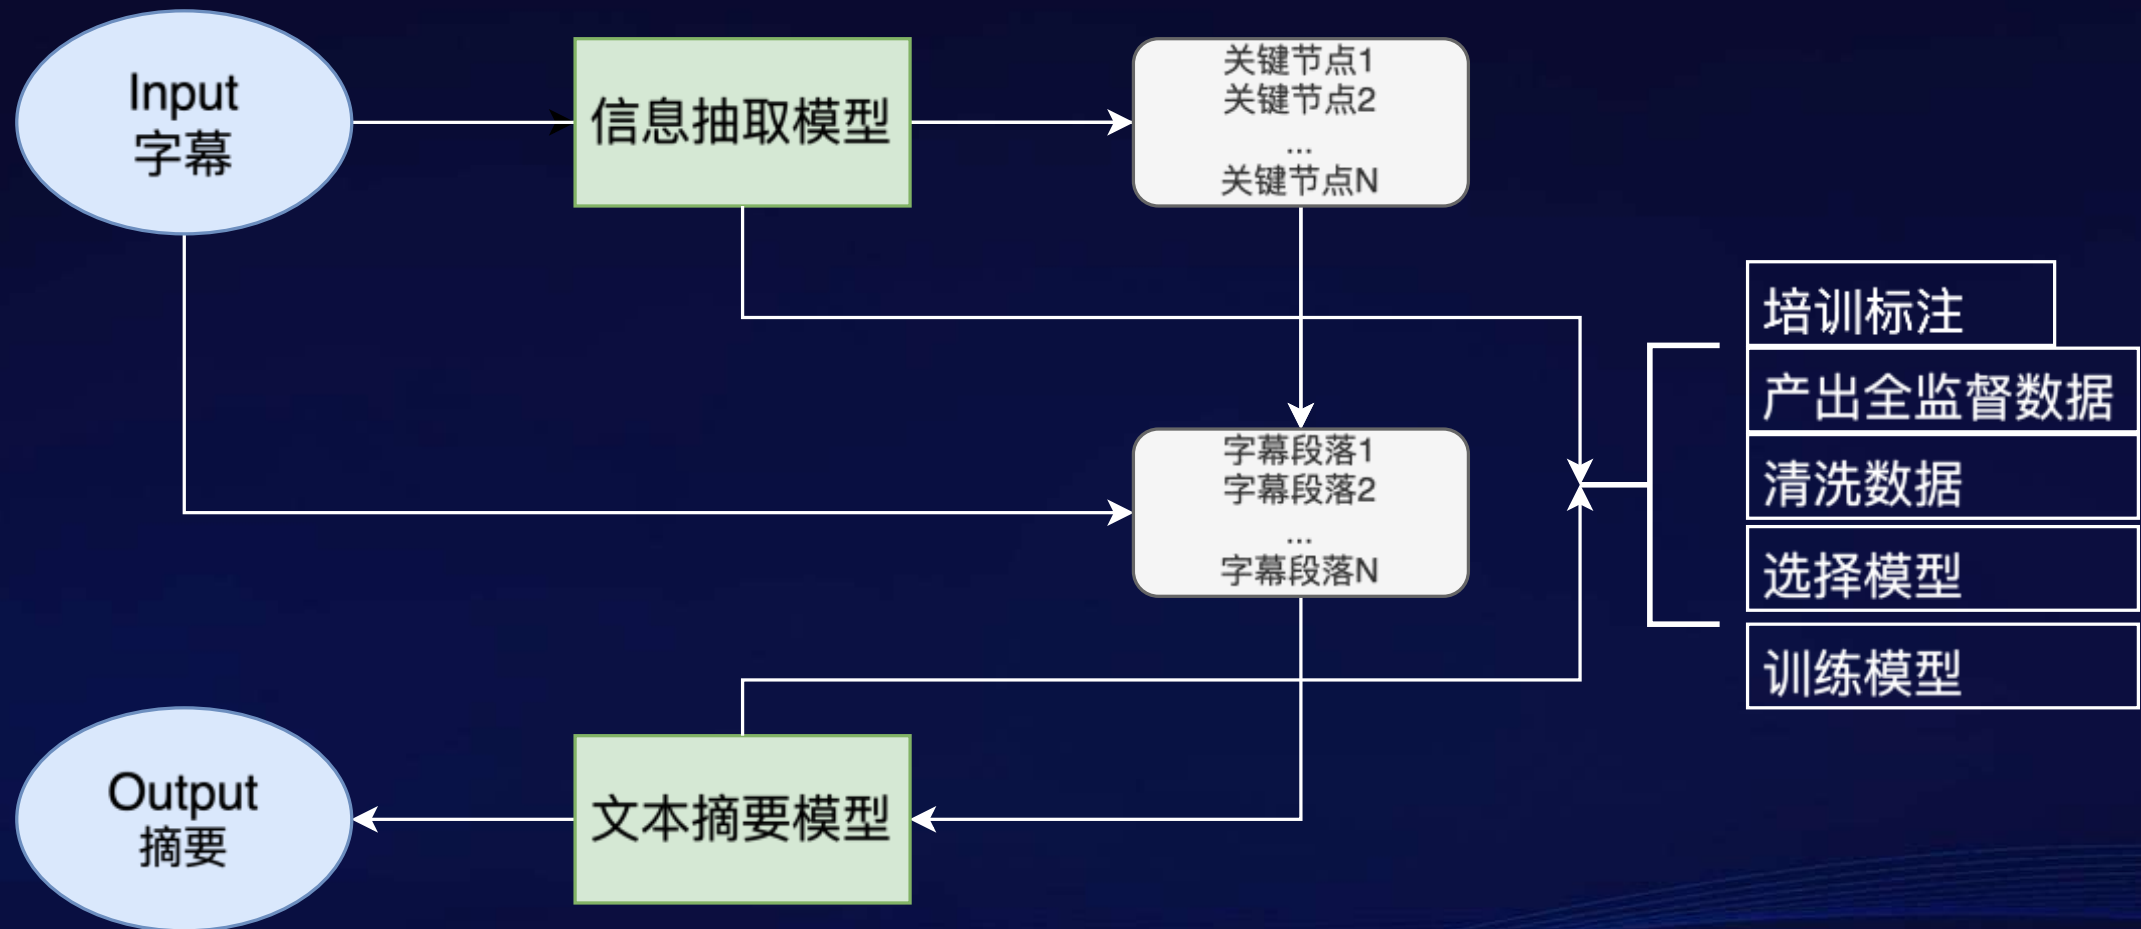 Input
字幕
信息抽取模型
关键节点1
关键节点2
...
关键节点N
字幕段落1
字幕段落2
...
字幕段落N
培训标注
产出全监督数据
清洗数据
选择模型
训练模型
Output
摘要
文本摘要模型